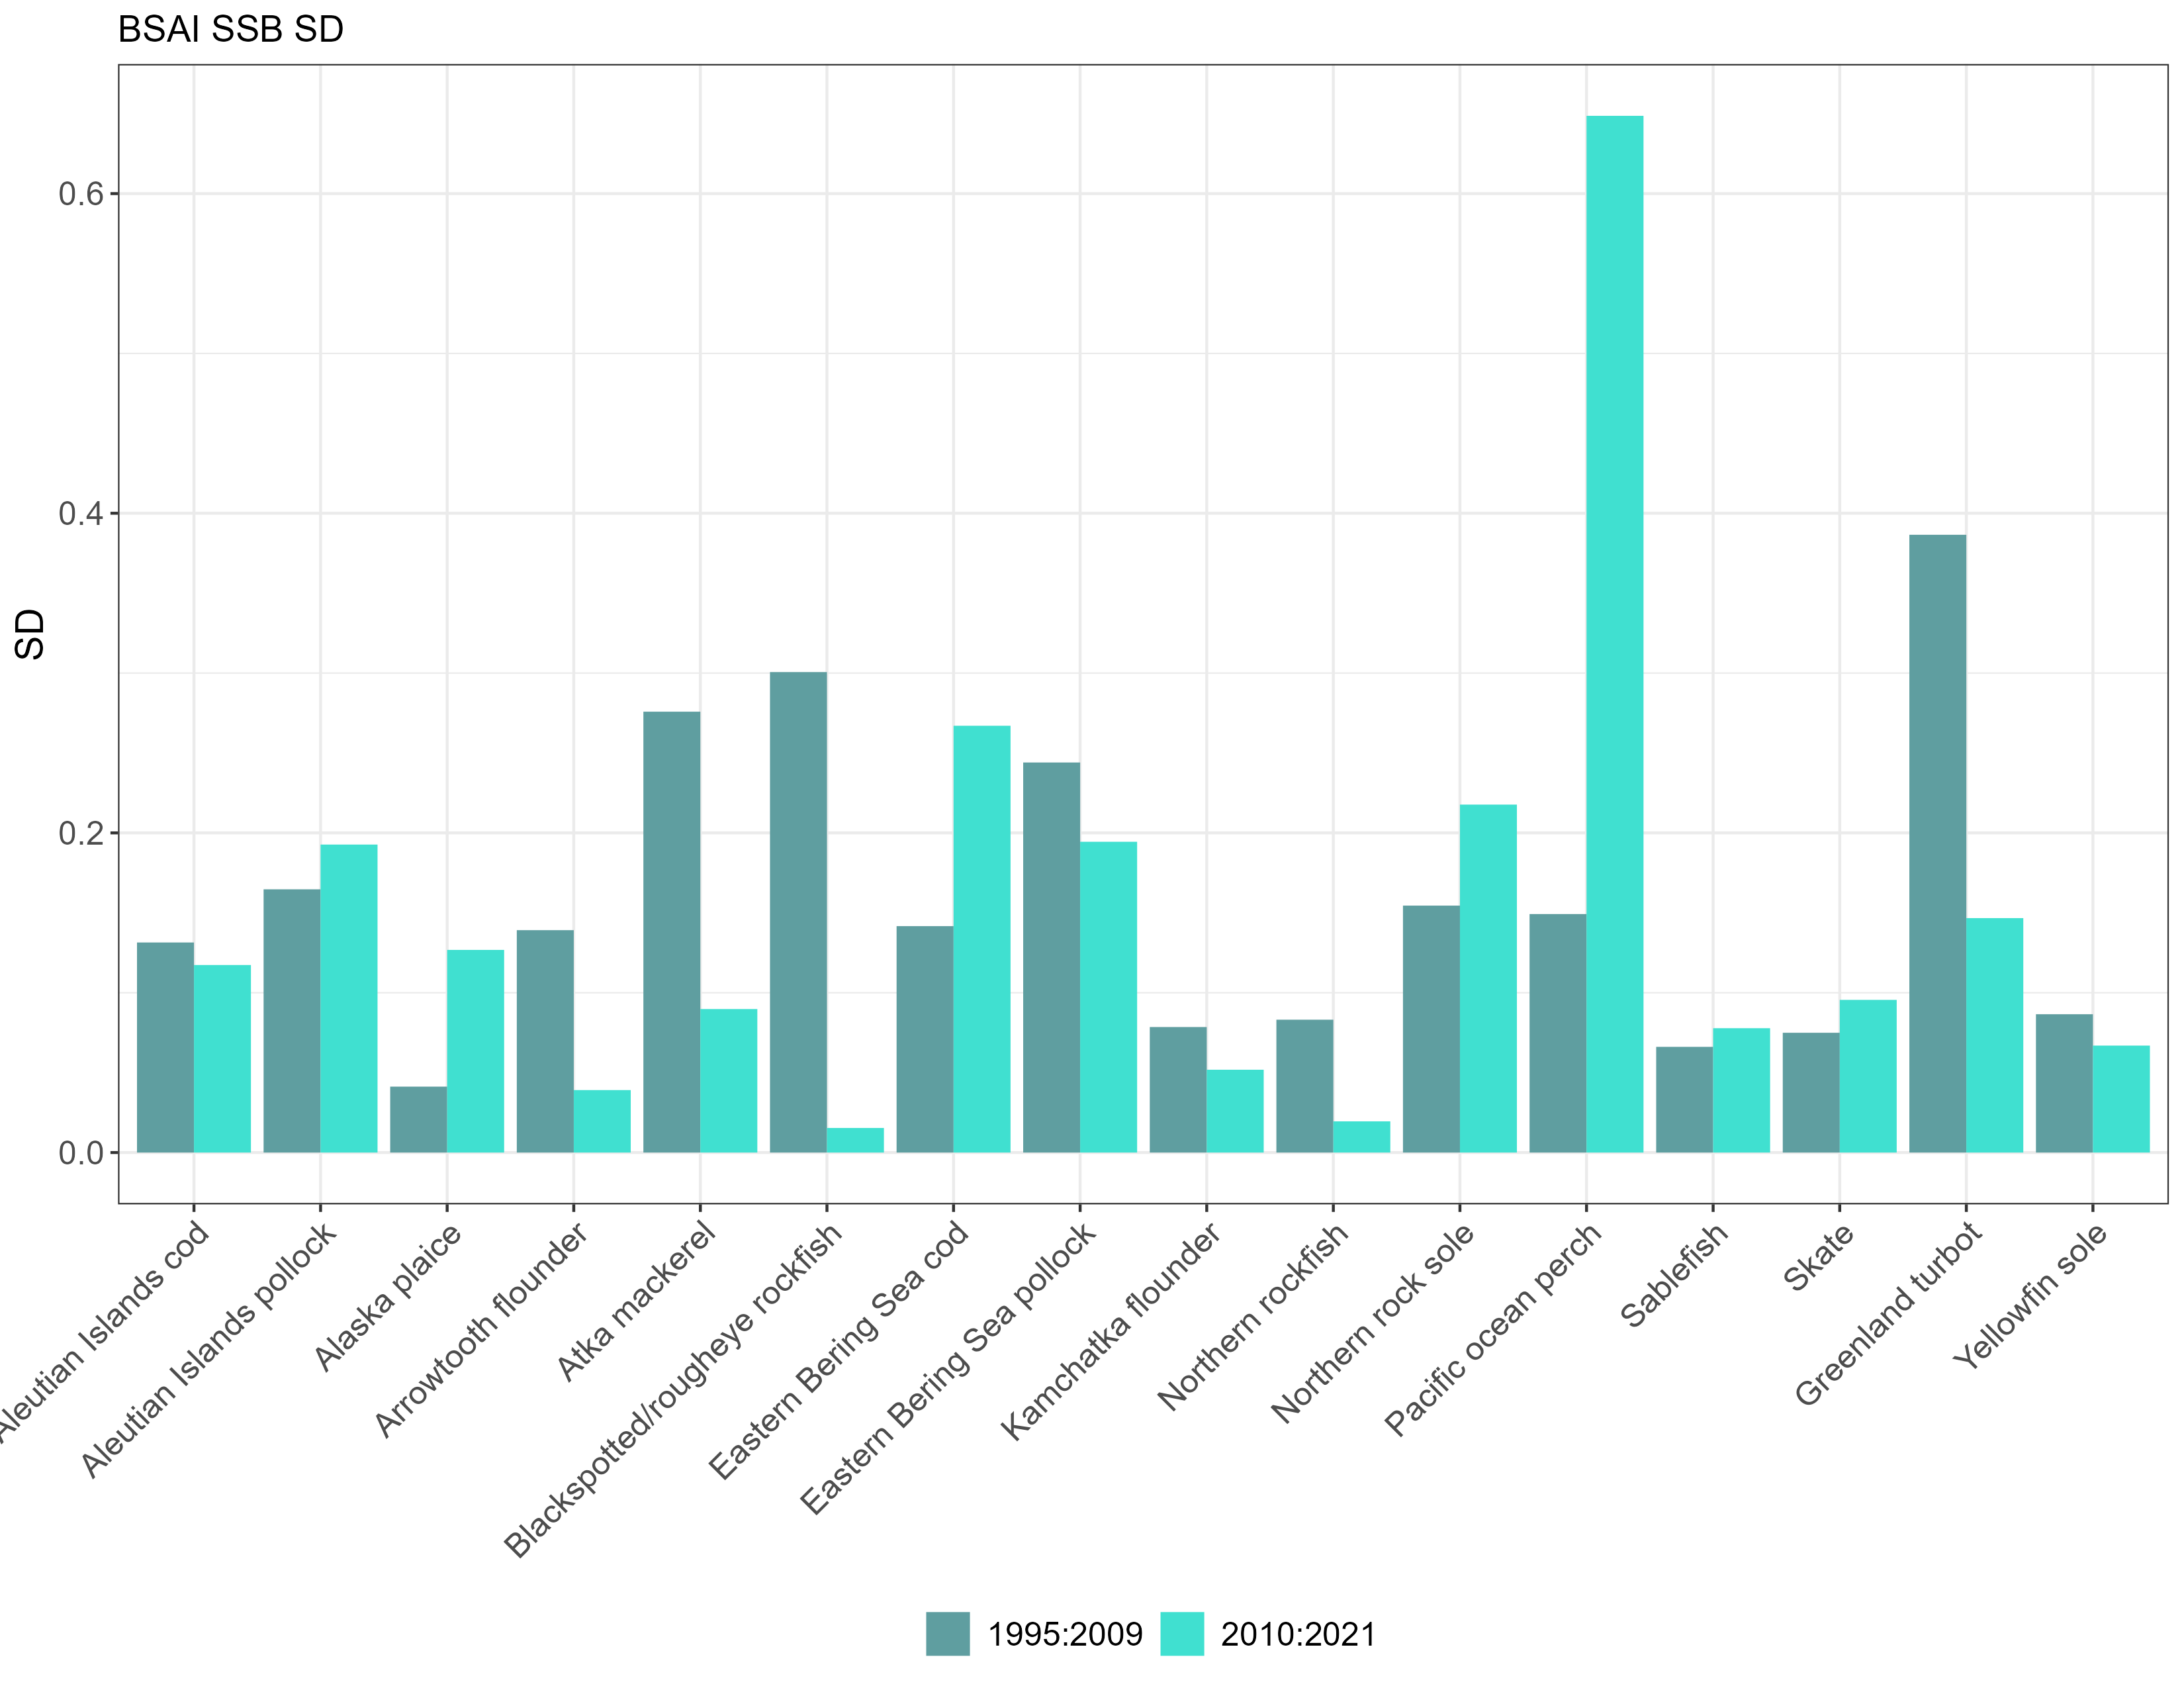 BSAI SSB SD
SD
0.6
0.4
0.2
0.0
Aleutian Islands cod
Aleutian Islands pollock
Alaska plaice
Arrowtooth flounder
Atka mackerel
Blackspotted/rougheye rockfish
Eastern Bering Sea cod
Eastern Bering Sea pollock
Kamchatka flounder
Northern rockfish
Northern rock sole
Pacific ocean perch
Sablefish
Skate
Greenland turbot
Yellowfin sole
1995:2009
2010:2021